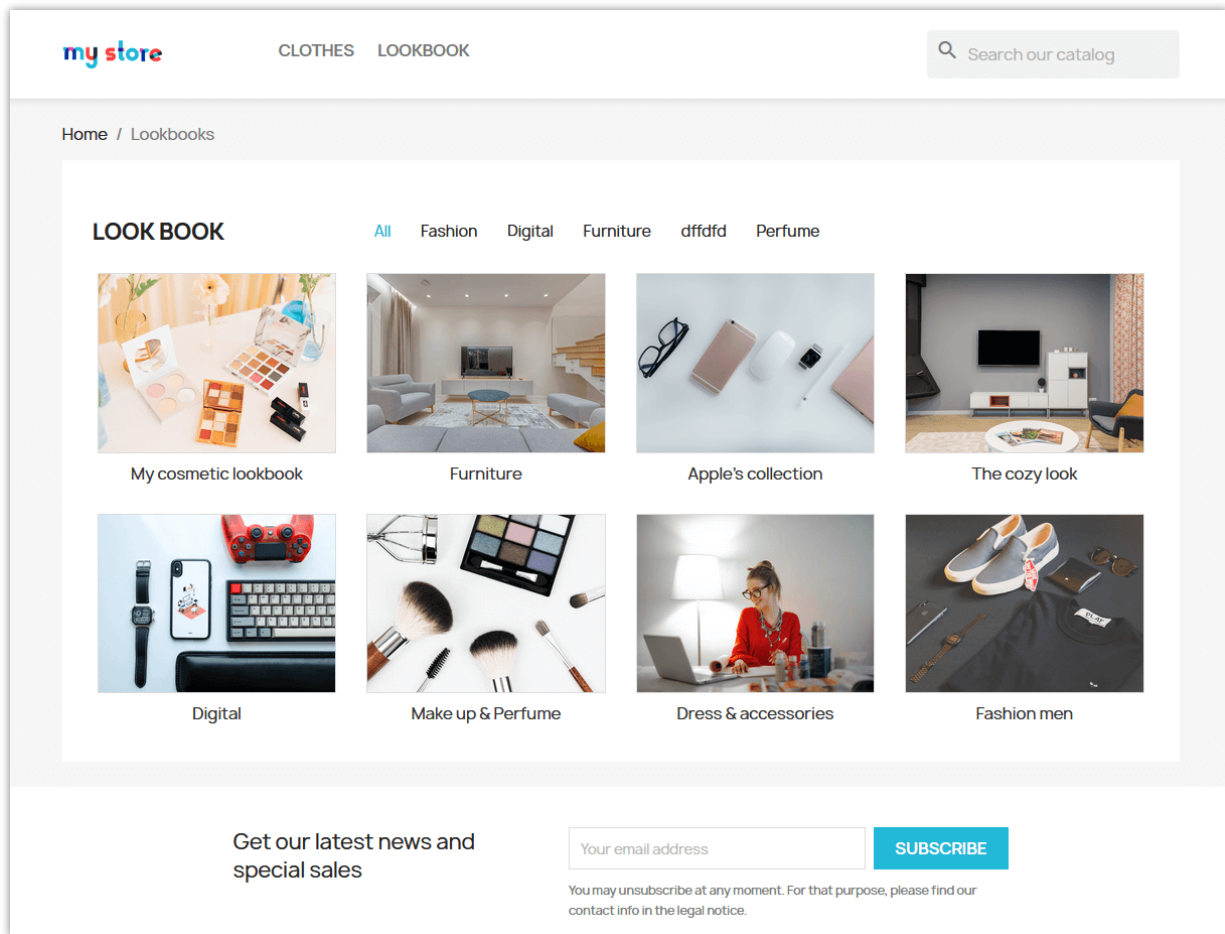 my store
CLOTHES LOOKBOOK
Search our catalog
Home / Lookbooks
LOOK BOOK
All Fashion Digital Furniture dffdfd Perfume
My cosmetic lookbook
Furniture
Apple's collection
The cozy look
PLAY
Digital
Make up & Perfume
Dress & accessories
Fashion men
Get our latest news and
special sales
Your email address
SUBSCRIBE
You may unsubscribe at any moment. For that purpose, please find our
contact info in the legal notice.